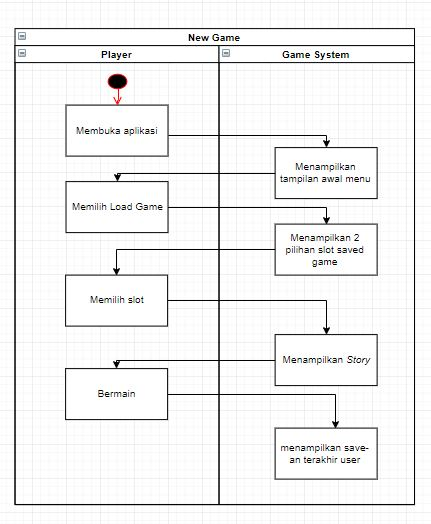 New Game
Player
Game System
Membuka aplikasi
Menampilkan
tampilan awal menu
Memilih Load Game
Menampilkan 2
pilihan slot saved
game
Memilih slot
Menampilkan Story
Bermain
menampilkan save-
an terakhir user